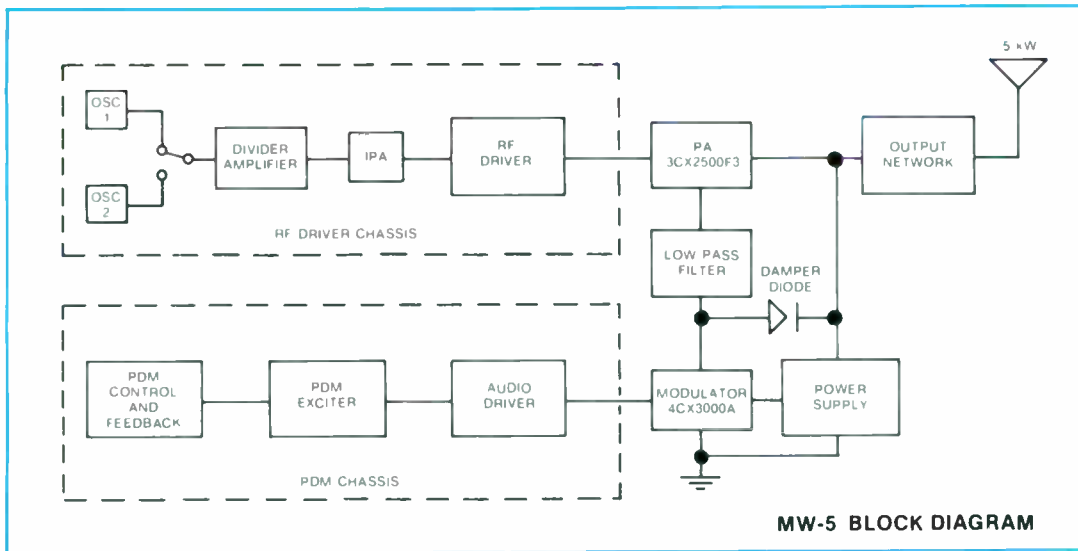 5 kW
OSC
1
DIVIDER
AMPLIFIER
IPA
RF
DRIVER
PA
3CX2500F3
OUTPUT
NETWORK
OSC
2
RF DRIVER CHASSIS
LOW PASS
FILTER
DAMPER
DIODE
PDM
CONTROL
AND
FEEDBACK
PDM
EXCITER
AUDIO
DRIVER
MODULATOR
4CX3000A
POWER
SUPPLY
PDM CHASSIS
MW-5 BLOCK DIAGRAM